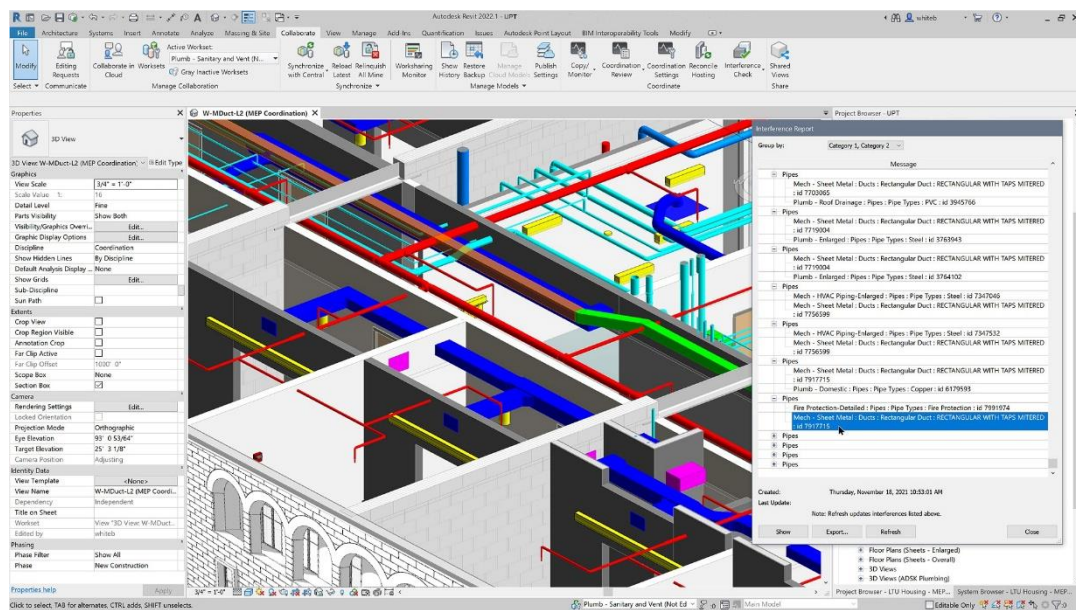 Autodesk Revit 2022.1 - UPT
whiteb
File Architecture Systems Insert Annotate Analyze Massing & Site Collaborate View Manage Add-Ins Quantification Issues Autodesk Point Layout BIM Interoperability Tools Modify
Modify
Editing Requests
Collaborate in Cloud
Worksets
Active Workset:
Plumb - Sanitary and Vent (N...
Gray Inactive Worksets
Synchronize with Central
Reload Latest
Relinquish All Mine
Worksharing Monitor
Show History
Restore Backup
Manage Cloud Models
Publish Settings
Copy/ Monitor
Coordination Review
Coordination Settings
Reconcile Hosting
Interference Check
Shared Views
Select Communicate Manage Collaboration Synchronize Manage Models Coordinate Share
Properties
3D View
3D View: W-MDuct-L2 (MEP Coordination) Edit Type
Graphics
View Scale 3/4" = 1'-0"
Scale Value 1: 16
Detail Level Fine
Parts Visibility Show Both
Visibility/Graphics Overri... Edit...
Graphic Display Options Edit...
Discipline Coordination
Show Hidden Lines By Discipline
Default Analysis Display ... None
Show Grids Edit...
Sub-Discipline
Sun Path
Extents
Crop View
Crop Region Visible
Annotation Crop
Far Clip Active
Far Clip Offset 1000' 0"
Scope Box None
Section Box
Camera
Rendering Settings Edit...
Locked Orientation
Projection Mode Orthographic
Eye Elevation 93' 0 53/64"
Target Elevation 25' 3 1/8"
Camera Position Adjusting
Identity Data
View Template <None>
View Name W-MDuct-L2 (MEP Coordi...
Dependency Independent
Title on Sheet
Workset View "3D View: W-MDuct...
Edited by whiteb
Phasing
Phase Filter Show All
Phase New Construction
Properties help Apply
W-MDuct-L2 (MEP Coordination)
3/4" = 1'-0"
Project Browser - UPT
Interference Report
Group by: Category 1, Category 2
Message
Pipes
Mech - Sheet Metal : Ducts : Rectangular Duct : RECTANGULAR WITH TAPS MITERED
: id 7703065
Plumb - Roof Drainage : Pipes : Pipe Types : PVC : id 3945766
Pipes
Mech - Sheet Metal : Ducts : Rectangular Duct : RECTANGULAR WITH TAPS MITERED
: id 7719004
Plumb - Enlarged : Pipes : Pipe Types : Steel : id 3763943
Pipes
Mech - Sheet Metal : Ducts : Rectangular Duct : RECTANGULAR WITH TAPS MITERED
: id 7719004
Plumb - Enlarged : Pipes : Pipe Types : Steel : id 3764102
Pipes
Mech - HVAC Piping-Enlarged : Pipes : Pipe Types : Steel : id 7347046
Mech - Sheet Metal : Ducts : Rectangular Duct : RECTANGULAR WITH TAPS MITERED
: id 7756599
Pipes
Mech - HVAC Piping-Enlarged : Pipes : Pipe Types : Steel : id 7347532
Mech - Sheet Metal : Ducts : Rectangular Duct : RECTANGULAR WITH TAPS MITERED
: id 7756599
Pipes
Mech - Sheet Metal : Ducts : Rectangular Duct : RECTANGULAR WITH TAPS MITERED
: id 7917715
Plumb - Domestic : Pipes : Pipe Types : Copper : id 6179593
Pipes
Fire Protection-Detailed : Pipes : Pipe Types : Fire Protection : id 7991974
Mech - Sheet Metal : Ducts : Rectangular Duct : RECTANGULAR WITH TAPS MITERED
: id 7917715
Pipes
Pipes
Pipes
Pipes
Created: Thursday, November 18, 2021 10:53:01 AM
Last Update:
Note: Refresh updates interferences listed above.
Show Export... Refresh Close
Floor Plans (Sheets - Enlarged)
Floor Plans (Sheets - Overall)
3D Views
3D Views (ADSK Plumbing)
Project Browser - LTU Housing - MEP... System Browser - LTU Housing - MEP...
Click to select, TAB for alternates, CTRL adds, SHIFT unselects.
Plumb - Sanitary and Vent (Not Ed
Main Model
Editable Only